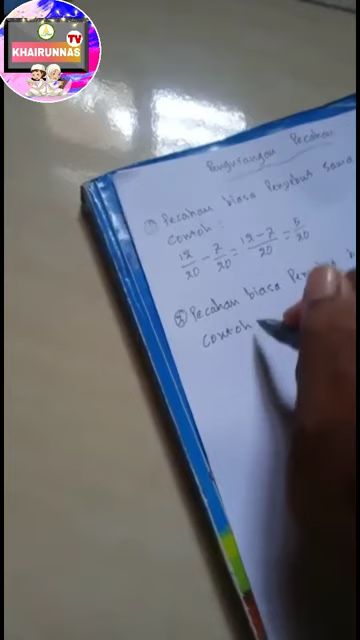 KHAIRUNNAS TV
Pengurangan Pecahan
① Pecahan biasa Penyebut sama
Contoh :
12/20 - 7/20 = 12-7/20 = 5/20
② Pecahan biasa
Contoh